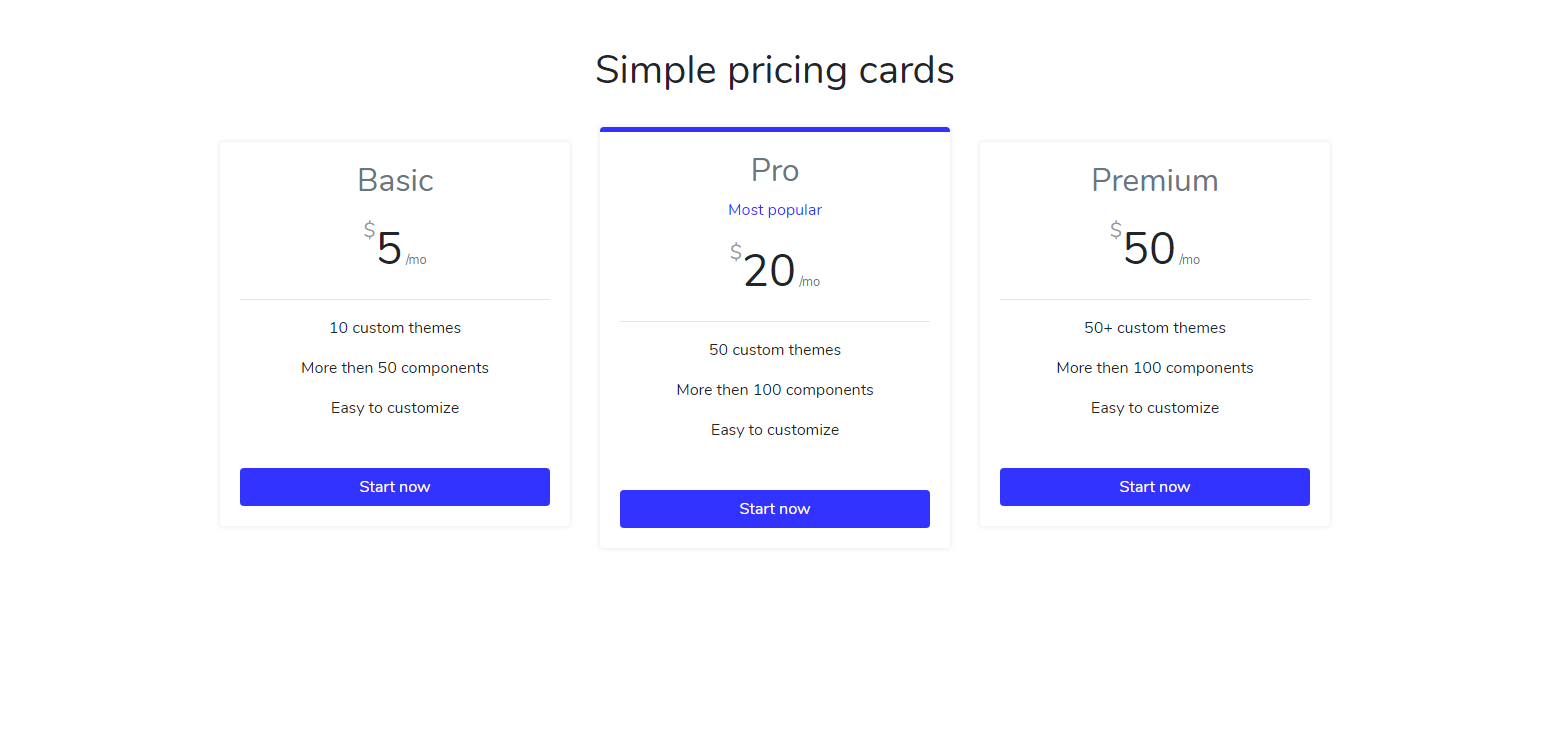 Simple pricing cards
Basic
$5 /mo
10 custom themes
More then 50 components
Easy to customize
Start now
Pro
Most popular
$20 /mo
50 custom themes
More then 100 components
Easy to customize
Start now
Premium
$50 /mo
50+ custom themes
More then 100 components
Easy to customize
Start now